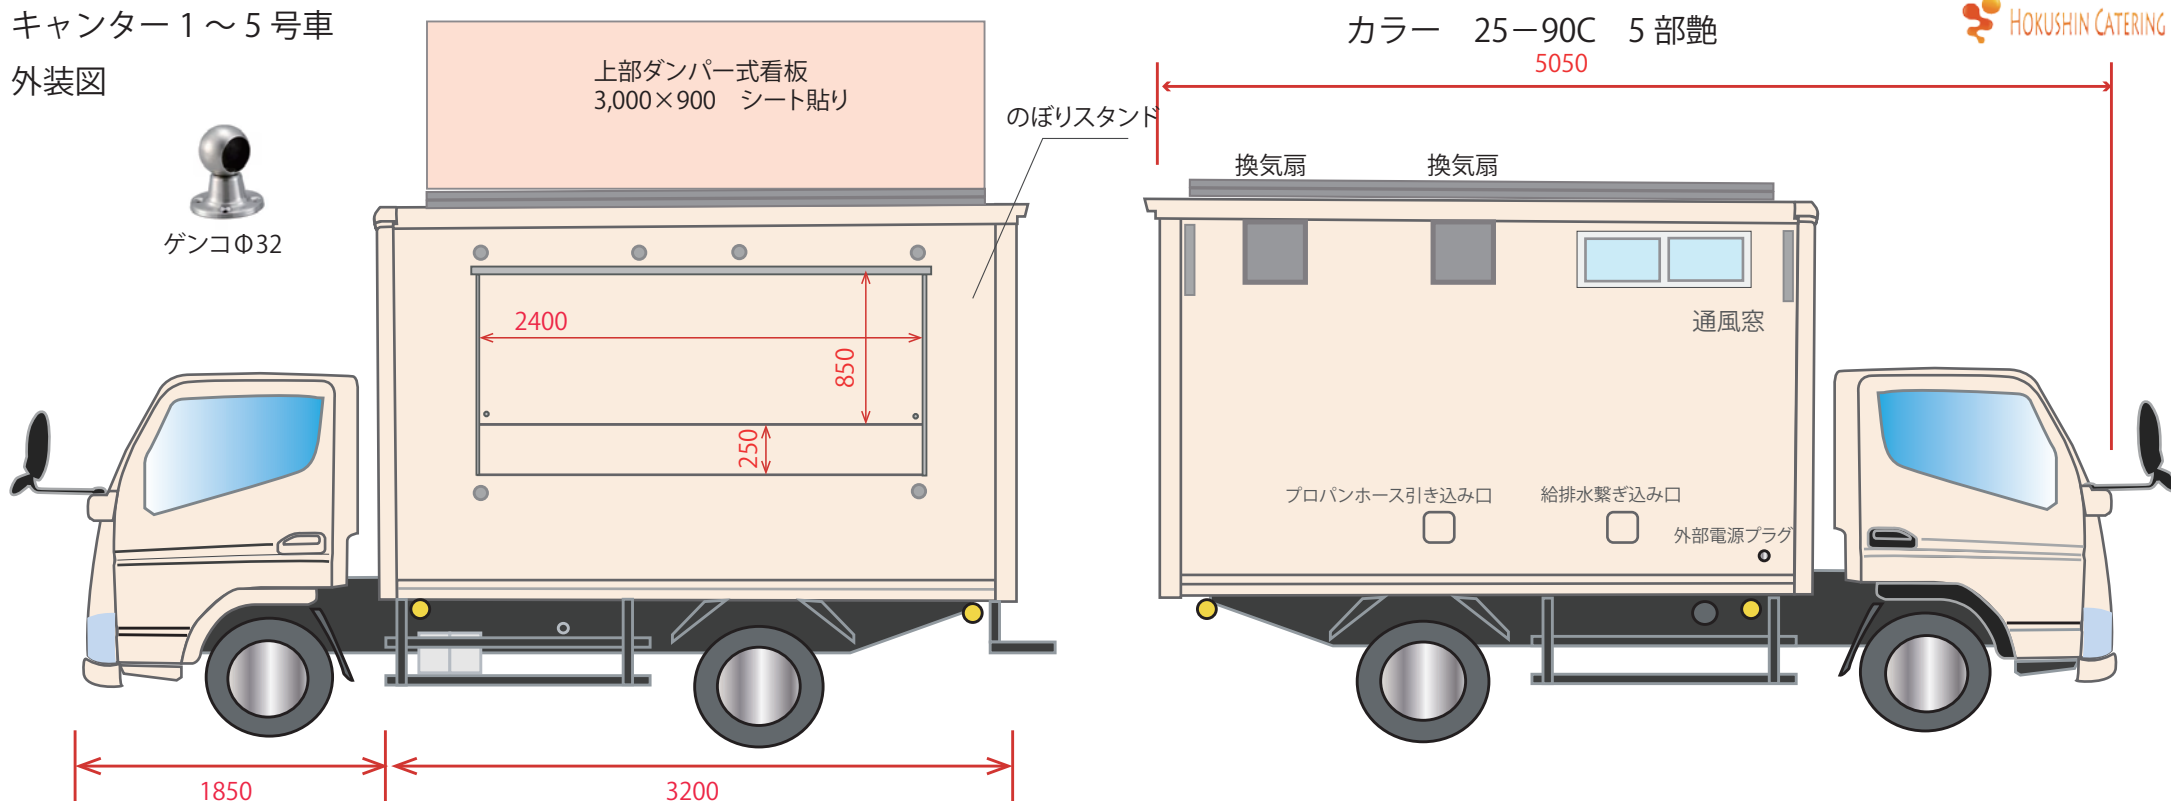 キャンター 1 ～ 5 号車
外装図
ゲンコΦ32
上部ダンパー式看板
3,000×900　シート貼り
のぼりスタンド
2400
850
250
1850
3200
カラー　25－90C　5 部艶
HOKUSHIN CATERING
5050
換気扇
換気扇
通風窓
プロパンホース引き込み口
給排水繋ぎ込み口
外部電源プラグ